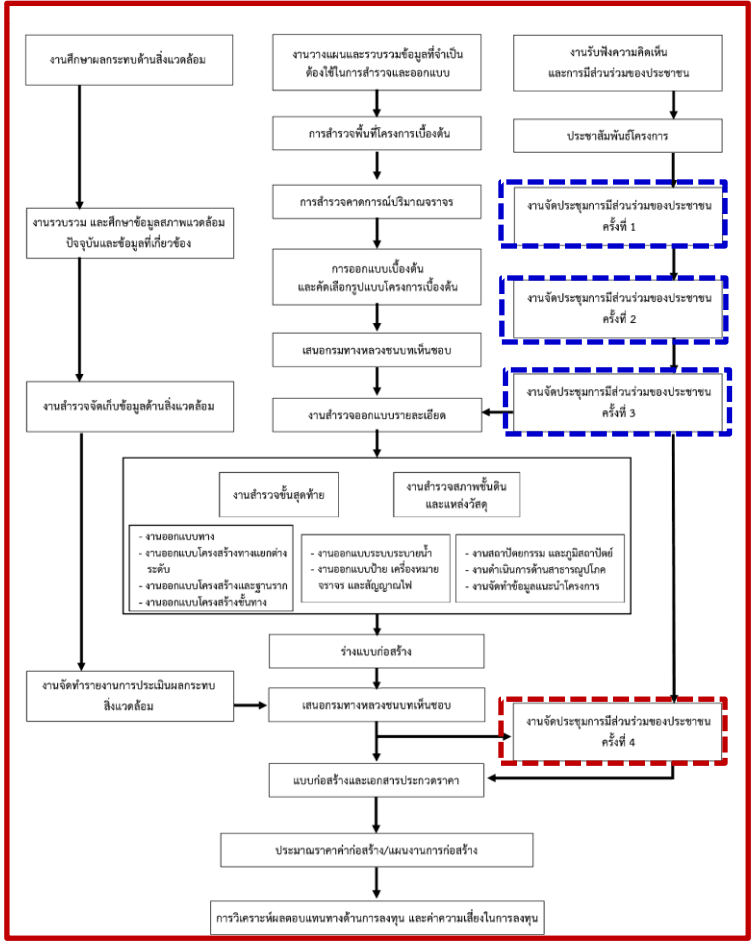 งานศึกษาผลกระทบด้านสิ่งแวดล้อม
งานวางแผนและรวบรวมข้อมูลที่จำเป็น
ต้องใช้ในการสำรวจและออกแบบ
งานรับฟังความคิดเห็น
และการมีส่วนร่วมของประชาชน
การสำรวจพื้นที่โครงการเบื้องต้น
ประชาสัมพันธ์โครงการ
งานรวบรวม และศึกษาข้อมูลสภาพแวดล้อม
ปัจจุบันและข้อมูลที่เกี่ยวข้อง
การสำรวจคาดการณ์ปริมาณจราจร
งานจัดประชุมการมีส่วนร่วมของประชาชน
ครั้งที่ 1
การออกแบบเบื้องต้น
และคัดเลือกรูปแบบโครงการเบื้องต้น
งานจัดประชุมการมีส่วนร่วมของประชาชน
ครั้งที่ 2
เสนอกรมทางหลวงชนบทเห็นชอบ
งานสำรวจจัดเก็บข้อมูลด้านสิ่งแวดล้อม
งานสำรวจออกแบบรายละเอียด
งานจัดประชุมการมีส่วนร่วมของประชาชน
ครั้งที่ 3
งานสำรวจขั้นสุดท้าย
งานสำรวจสภาพชั้นดิน
และแหล่งวัสดุ
- งานออกแบบทาง
- งานออกแบบโครงสร้างทางแยกต่าง
ระดับ
- งานออกแบบโครงสร้างและฐานราก
- งานออกแบบโครงสร้างชั้นทาง
- งานออกแบบระบบระบายน้ำ
- งานออกแบบป้าย เครื่องหมาย
จราจร และสัญญาณไฟ
- งานสถาปัตยกรรม และภูมิสถาปัตย์
- งานดำเนินการด้านสาธารณูปโภค
- งานจัดทำข้อมูลแนะนำโครงการ
ร่างแบบก่อสร้าง
งานจัดทำรายงานการประเมินผลกระทบ
สิ่งแวดล้อม
เสนอกรมทางหลวงชนบทเห็นชอบ
งานจัดประชุมการมีส่วนร่วมของประชาชน
ครั้งที่ 4
แบบก่อสร้างและเอกสารประกวดราคา
ประมาณราคาค่าก่อสร้าง/แผนงานการก่อสร้าง
การวิเคราะห์ผลตอบแทนทางด้านการลงทุน และค่าความเสี่ยงในการลงทุน